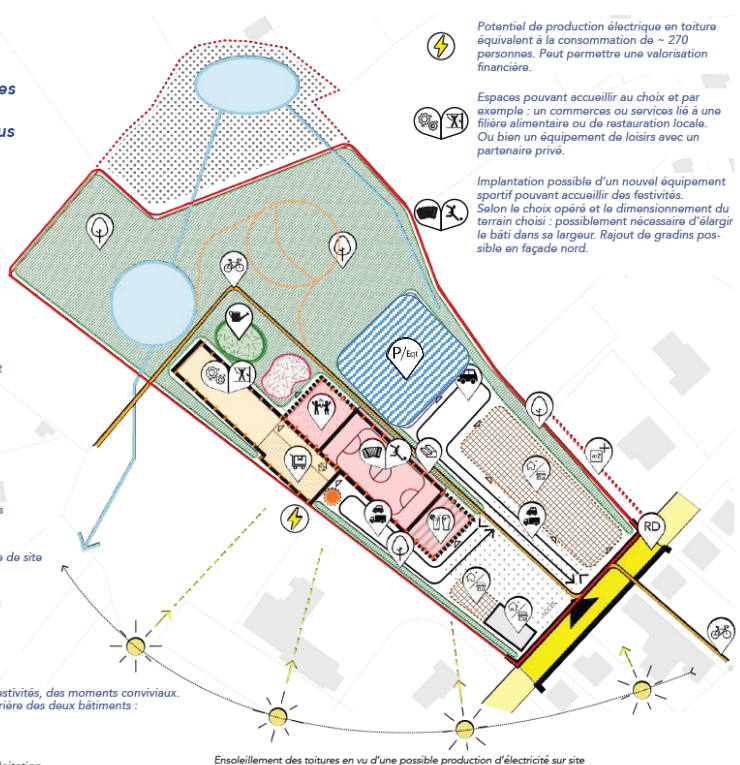 Potentiel de production électrique en toiture
équivalent à la consommation de ~ 270
personnes. Peut permettre une valorisation
financière.
es
us
Espaces pouvant accueillir au choix et par
exemple : un commerces ou services lié à une
filière alimentaire ou de restauration locale.
Ou bien un équipement de loisirs avec un
partenaire privé.
Implantation possible d'un nouvel équipement
sportif pouvant accueillir des festivités.
Selon le choix opéré et le dimensionnement du
terrain choisi : possiblement nécessaire d'élargir
le bâti dans sa largeur. Rajout de gradins pos-
sible en façade nord.
P/Eqt
t
m2
RD
s
e de site
accès
estivités, des moments conviviaux.
rière des deux bâtiments :
loitation
Ensoleillement des toitures en vu d'une possible production d'électricité sur site